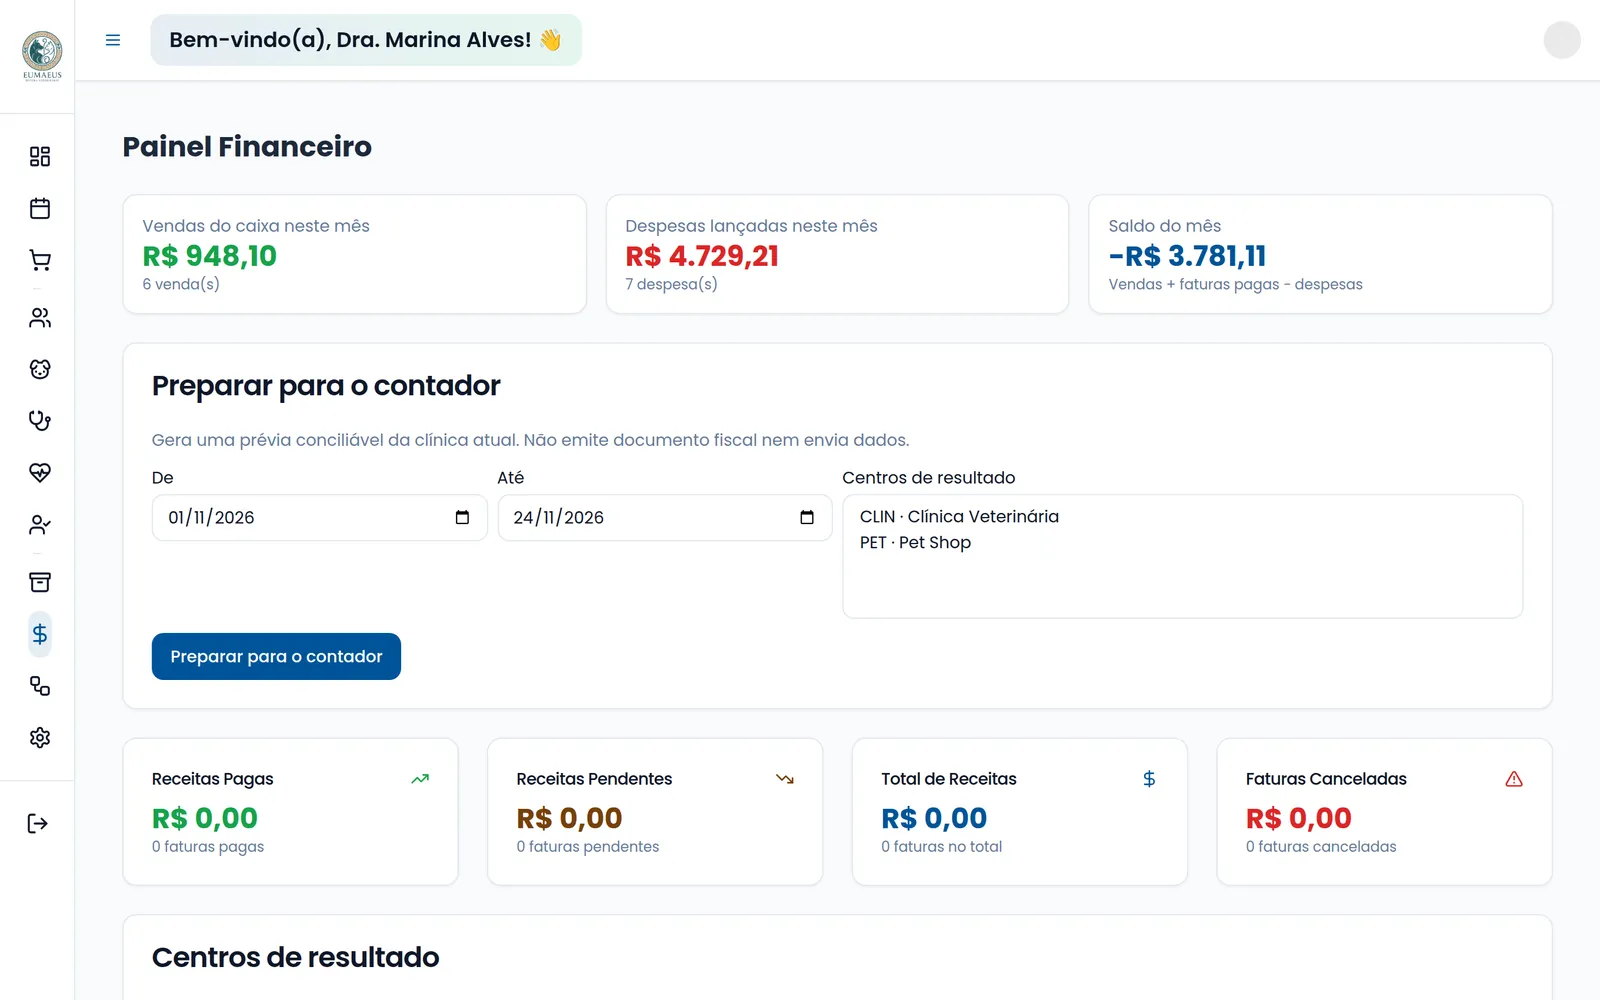 EUMAEUS
Bem-vindo(a), Dra. Marina Alves! 👋
Painel Financeiro
Vendas do caixa neste mês
R$ 948,10
6 venda(s)
Despesas lançadas neste mês
R$ 4.729,21
7 despesa(s)
Saldo do mês
-R$ 3.781,11
Vendas + faturas pagas - despesas
Preparar para o contador
Gera uma prévia conciliável da clínica atual. Não emite documento fiscal nem envia dados.
De
01/11/2026
Até
24/11/2026
Centros de resultado
CLIN · Clínica Veterinária
PET · Pet Shop
Preparar para o contador
Receitas Pagas
R$ 0,00
0 faturas pagas
Receitas Pendentes
R$ 0,00
0 faturas pendentes
Total de Receitas
R$ 0,00
0 faturas no total
Faturas Canceladas
R$ 0,00
0 faturas canceladas
Centros de resultado